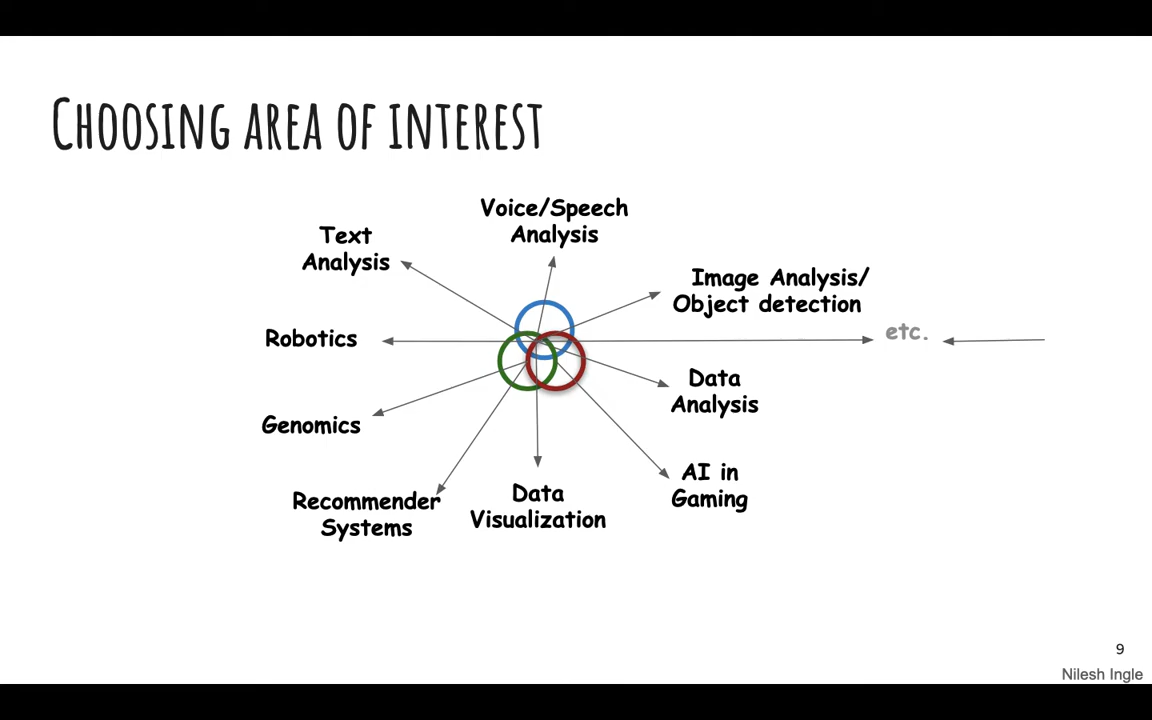 Choosing area of interest
Voice/Speech
Analysis
Text
Analysis
Image Analysis/
Object detection
Robotics
etc.
Data
Analysis
Genomics
AI in
Gaming
Recommender
Systems
Data
Visualization
9
Nilesh Ingle